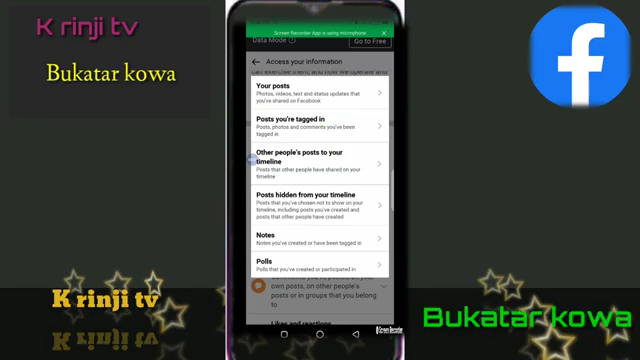 K rinji tv
Bukatar kowa
Screen Recorder App is using microphone
Data Mode
Go to Free
Access your information
Your posts
Photos, videos, text and status updates that
you've shared on Facebook
Posts you're tagged in
Posts, photos and comments you've been
tagged in
Other people's posts to your
timeline
Posts that other people have shared on your
timeline
Posts hidden from your timeline
Posts that you've chosen not to show on your
timeline, including posts you've created and
posts that other people have created
Notes
Notes you've created or have been tagged in
Polls
Polls that you've created or participated in
own posts, on other people's
posts or in groups that you
belong to
Likes and reactions
Screen Recorder
K rinji tv
Bukatar kowa